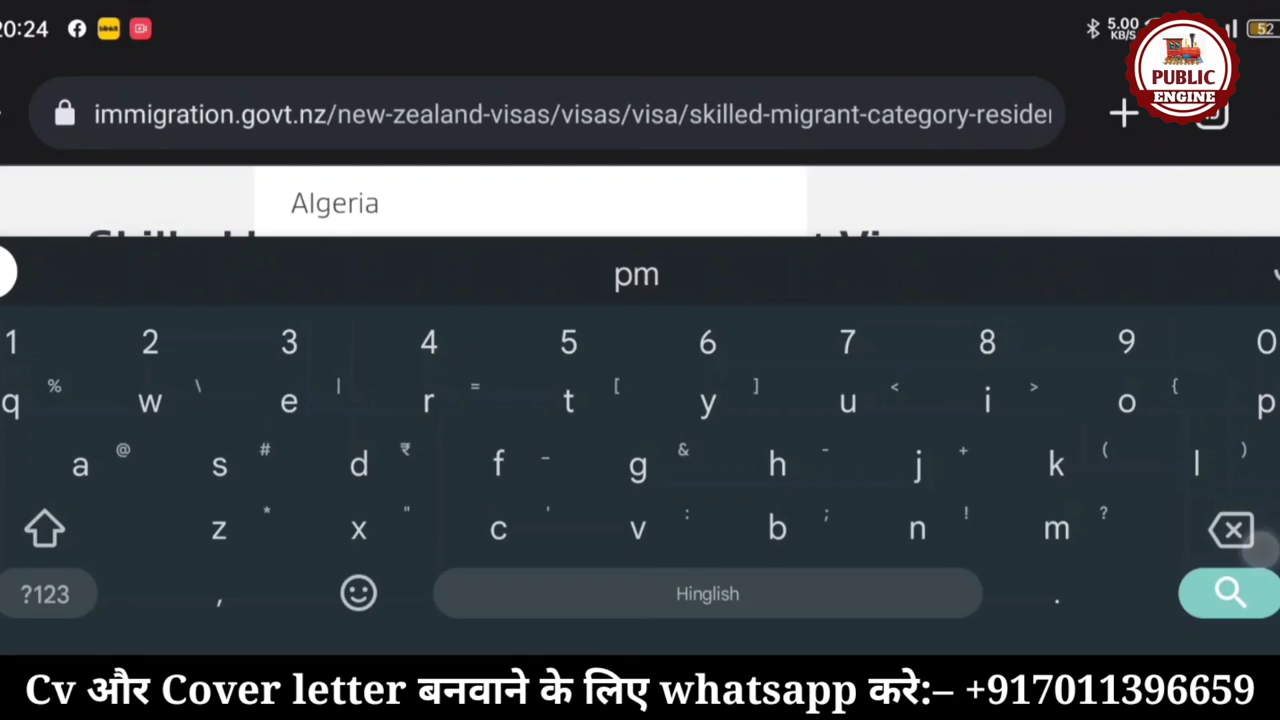 20:24
5.00
KB/S
52
PUBLIC
ENGINE
immigration.govt.nz/new-zealand-visas/visas/visa/skilled-migrant-category-resider
Algeria
pm
1 2 3 4 5 6 7 8 9 0
% \ | = [ ] < > {
q w e r t y u i o p
@ # ₹ _ & - + ( )
a s d f g h j k l
* " ' : ; ! ?
z x c v b n m
?123 , Hinglish .
Cv और Cover letter बनवाने के लिए whatsapp करे:– +917011396659